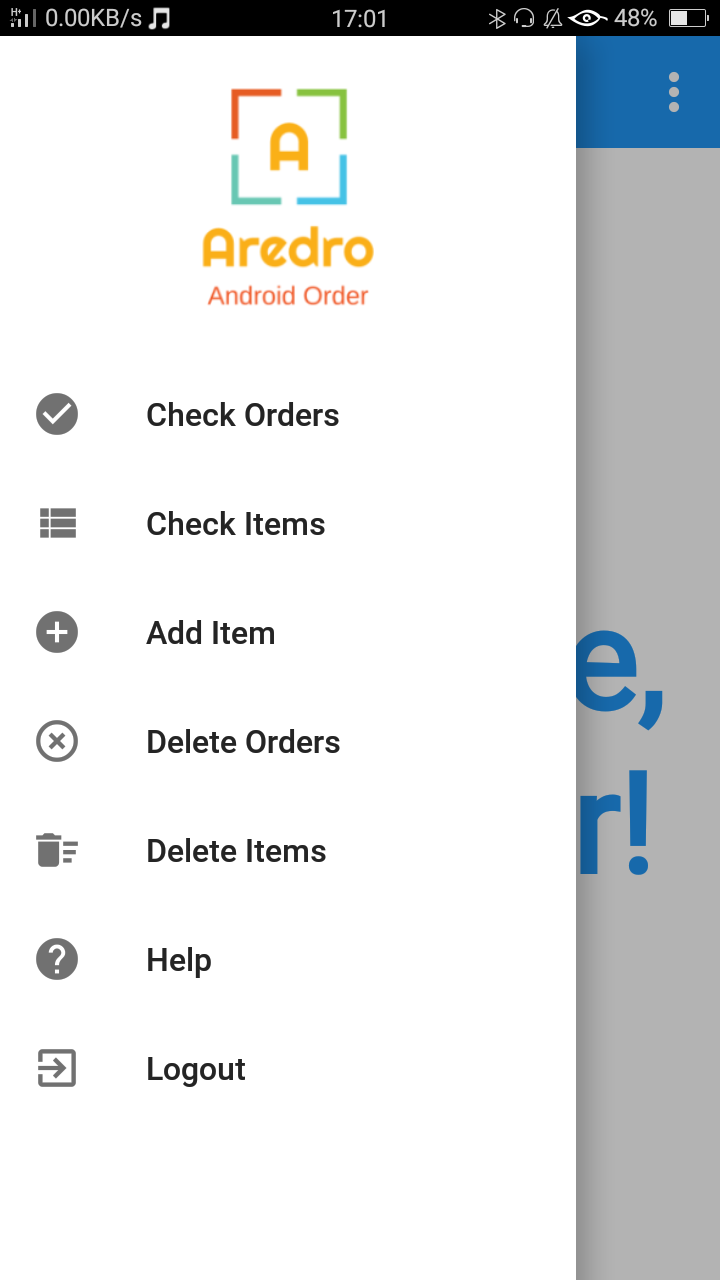 0.00KB/s 17:01 48%
A
Aredro
Android Order
Check Orders
Check Items
Add Item
e,
Delete Orders
r!
Delete Items
Help
Logout